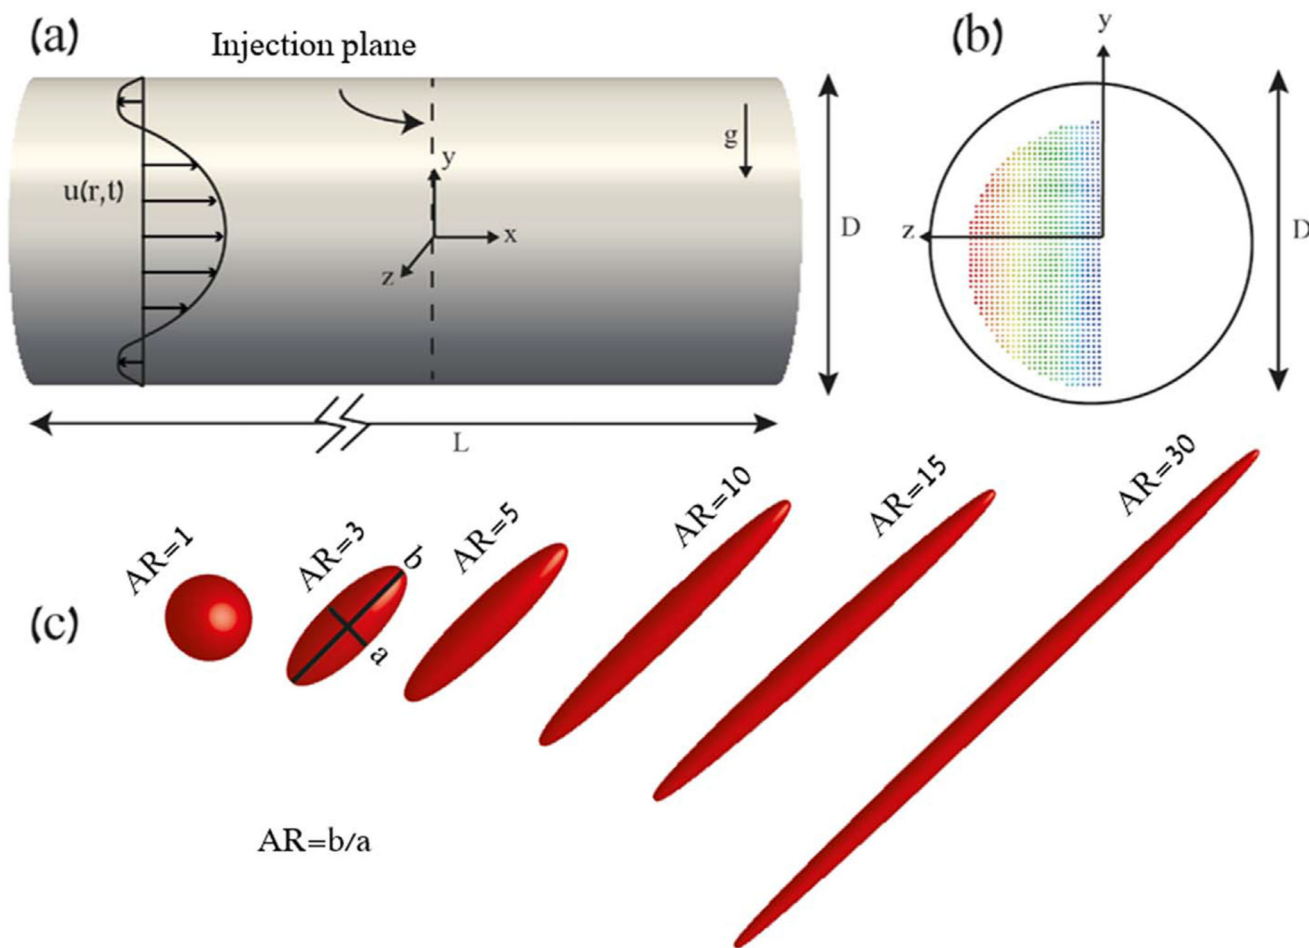 (a)
Injection plane
u(r,t)
y
x
z
g
D
L
(b)
y
z
D
(c)
AR=1
AR=3
b
a
AR=5
AR=10
AR=15
AR=30
AR=b/a